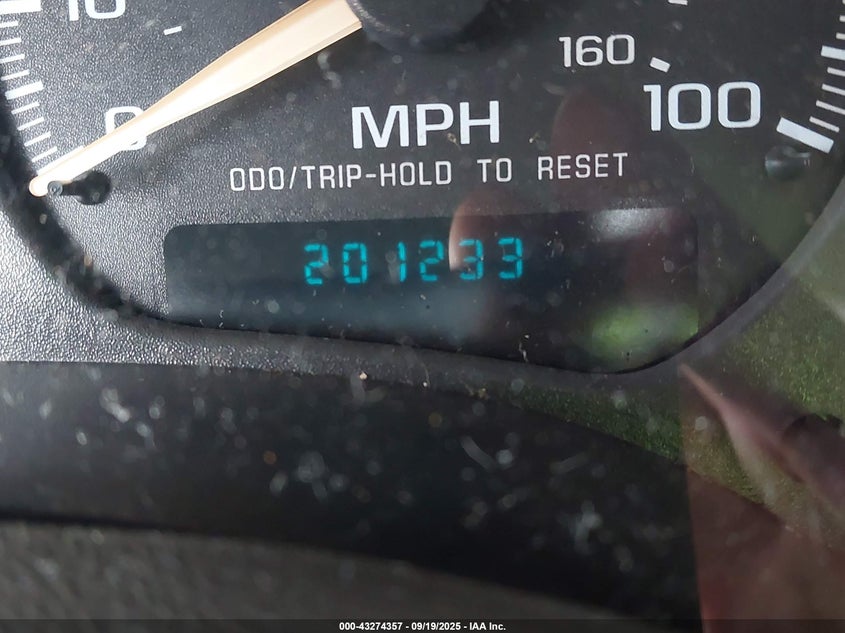 10
160
0
100
MPH
ODO/TRIP-HOLD TO RESET
201233
000-43274357 - 09/19/2025 - IAA Inc.